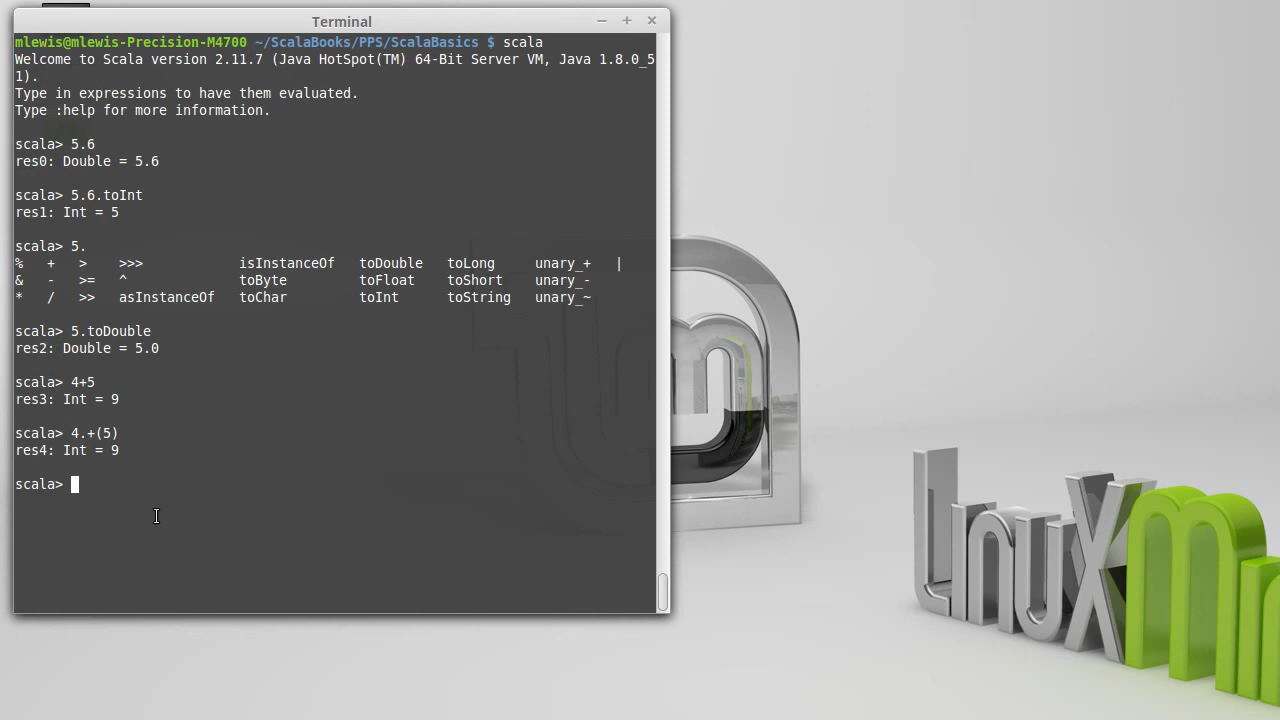 Terminal
mlewis@mlewis-Precision-M4700 ~/ScalaBooks/PPS/ScalaBasics $ scala
Welcome to Scala version 2.11.7 (Java HotSpot(TM) 64-Bit Server VM, Java 1.8.0_5
1).
Type in expressions to have them evaluated.
Type :help for more information.
scala> 5.6
res0: Double = 5.6
scala> 5.6.toInt
res1: Int = 5
scala> 5.
%   +   >    >>>            isInstanceOf   toDouble   toLong     unary_+   |
&   -   >=   ^              toByte         toFloat    toShort    unary_-
*   /   >>   asInstanceOf   toChar         toInt      toString   unary_~
scala> 5.toDouble
res2: Double = 5.0
scala> 4+5
res3: Int = 9
scala> 4.+(5)
res4: Int = 9
scala>
LinuxMin